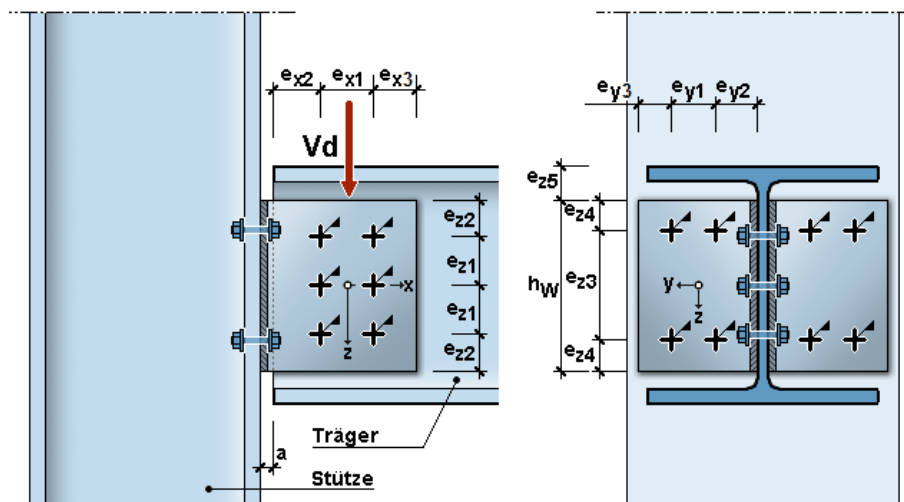 ex2 ex1 ex3
Vd
ez2
ez1
ez1
ez2
x
z
a
Träger
Stütze
ey3 ey1 ey2
ez5
ez4
hW
ez3
ez4
y
z